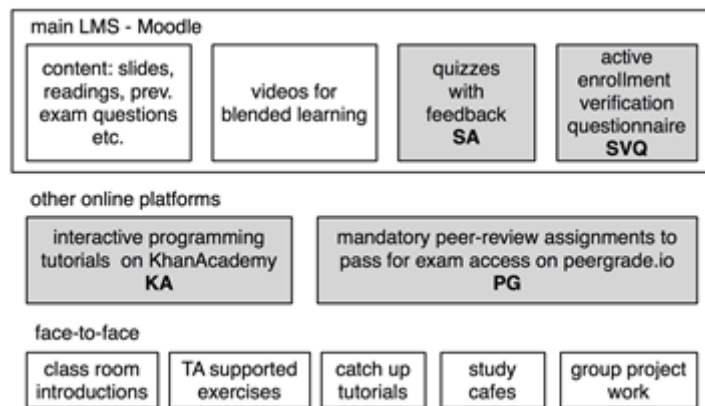 main LMS - Moodle
content: slides,
readings, prev.
exam questions
etc.
videos for
blended learning
quizzes
with
feedback
SA
active
enrollment
verification
questionnaire
SVQ
other online platforms
interactive programming
tutorials on KhanAcademy
KA
mandatory peer-review assignments to
pass for exam access on peergrade.io
PG
face-to-face
class room
introductions
TA supported
exercises
catch up
tutorials
study
cafes
group project
work